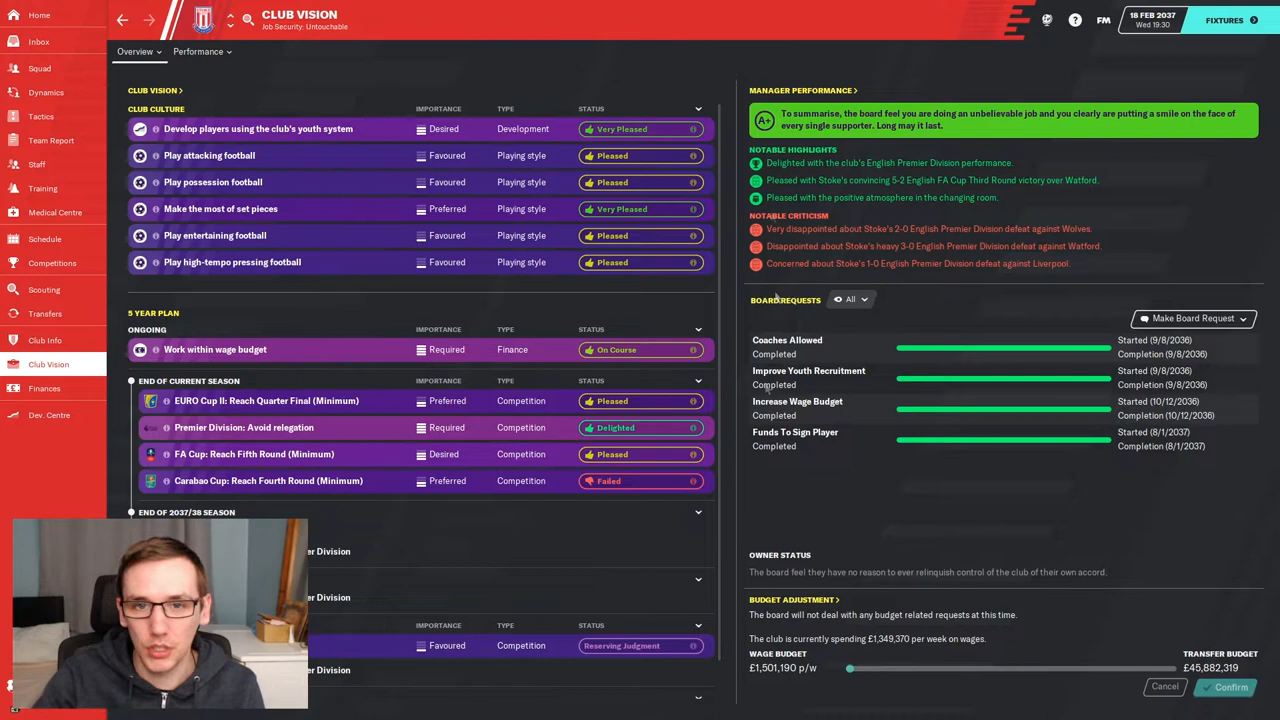 Home
Inbox
Squad
Dynamics
Tactics
Team Report
Staff
Training
Medical Centre
Schedule
Competitions
Scouting
Transfers
Club Info
Club Vision
Finances
Dev. Centre
CLUB VISION
Job Security: Untouchable
FM
18 FEB 2037
Wed 19:30
FIXTURES
Overview
Performance
CLUB VISION >
CLUB CULTURE IMPORTANCE TYPE STATUS
Develop players using the club's youth system Desired Development Very Pleased
Play attacking football Favoured Playing style Pleased
Play possession football Favoured Playing style Pleased
Make the most of set pieces Preferred Playing style Very Pleased
Play entertaining football Favoured Playing style Pleased
Play high-tempo pressing football Favoured Playing style Pleased
5 YEAR PLAN
ONGOING IMPORTANCE TYPE STATUS
Work within wage budget Required Finance On Course
END OF CURRENT SEASON IMPORTANCE TYPE STATUS
EURO Cup II: Reach Quarter Final (Minimum) Preferred Competition Pleased
Premier Division: Avoid relegation Required Competition Delighted
FA Cup: Reach Fifth Round (Minimum) Desired Competition Pleased
Carabao Cup: Reach Fourth Round (Minimum) Preferred Competition Failed
END OF 2037/38 SEASON IMPORTANCE TYPE STATUS
er Division
IMPORTANCE TYPE STATUS
er Division
IMPORTANCE TYPE STATUS
Favoured Competition Reserving Judgment
er Division
MANAGER PERFORMANCE >
A+
To summarise, the board feel you are doing an unbelievable job and you clearly are putting a smile on the face of
every single supporter. Long may it last.
NOTABLE HIGHLIGHTS
Delighted with the club's English Premier Division performance.
Pleased with Stoke's convincing 5-2 English FA Cup Third Round victory over Watford.
Pleased with the positive atmosphere in the changing room.
NOTABLE CRITICISM
Very disappointed about Stoke's 2-0 English Premier Division defeat against Wolves.
Disappointed about Stoke's heavy 3-0 English Premier Division defeat against Watford.
Concerned about Stoke's 1-0 English Premier Division defeat against Liverpool.
BOARD REQUESTS All
Make Board Request
Coaches Allowed Started (9/8/2036)
Completed Completion (9/8/2036)
Improve Youth Recruitment Started (9/8/2036)
Completed Completion (9/8/2036)
Increase Wage Budget Started (10/12/2036)
Completed Completion (10/12/2036)
Funds To Sign Player Started (8/1/2037)
Completed Completion (8/1/2037)
OWNER STATUS
The board feel they have no reason to ever relinquish control of the club of their own accord.
BUDGET ADJUSTMENT >
The board will not deal with any budget related requests at this time.
The club is currently spending £1,349,370 per week on wages.
WAGE BUDGET TRANSFER BUDGET
£1,501,190 p/w £45,882,319
Cancel Confirm